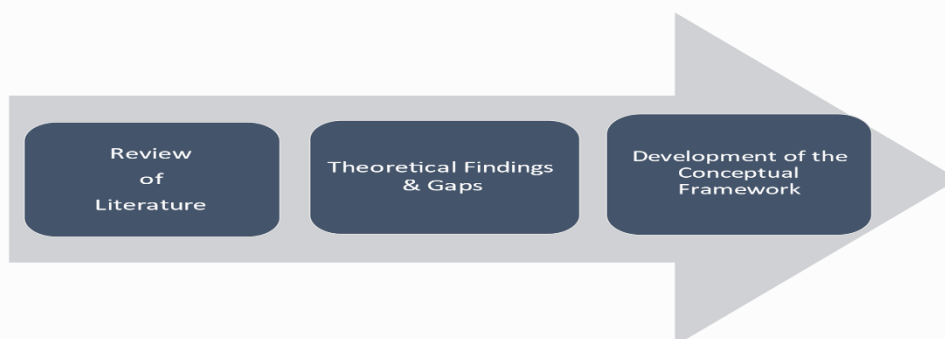 Review
of
Literature
Theoretical Findings
& Gaps
Development of the
Conceptual
Framework